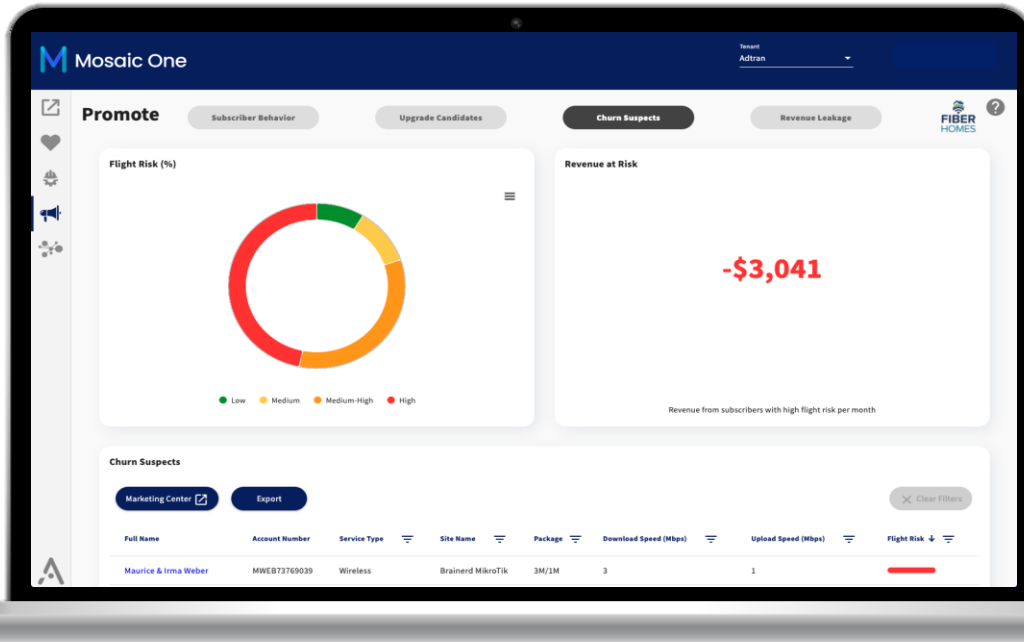 Mosaic One
Tenant
Adtran
Promote
Subscriber Behavior
Upgrade Candidates
Churn Suspects
Revenue Leakage
FIBER
HOMES
?
Flight Risk (%)
Low
Medium
Medium-High
High
Revenue at Risk
-$3,041
Revenue from subscribers with high flight risk per month
Churn Suspects
Marketing Center
Export
Clear Filters
Full Name Account Number Service Type Site Name Package Download Speed (Mbps) Upload Speed (Mbps) Flight Risk
Maurice & Irma Weber MWEB73769039 Wireless Brainerd MikroTik 3M/1M 3 1